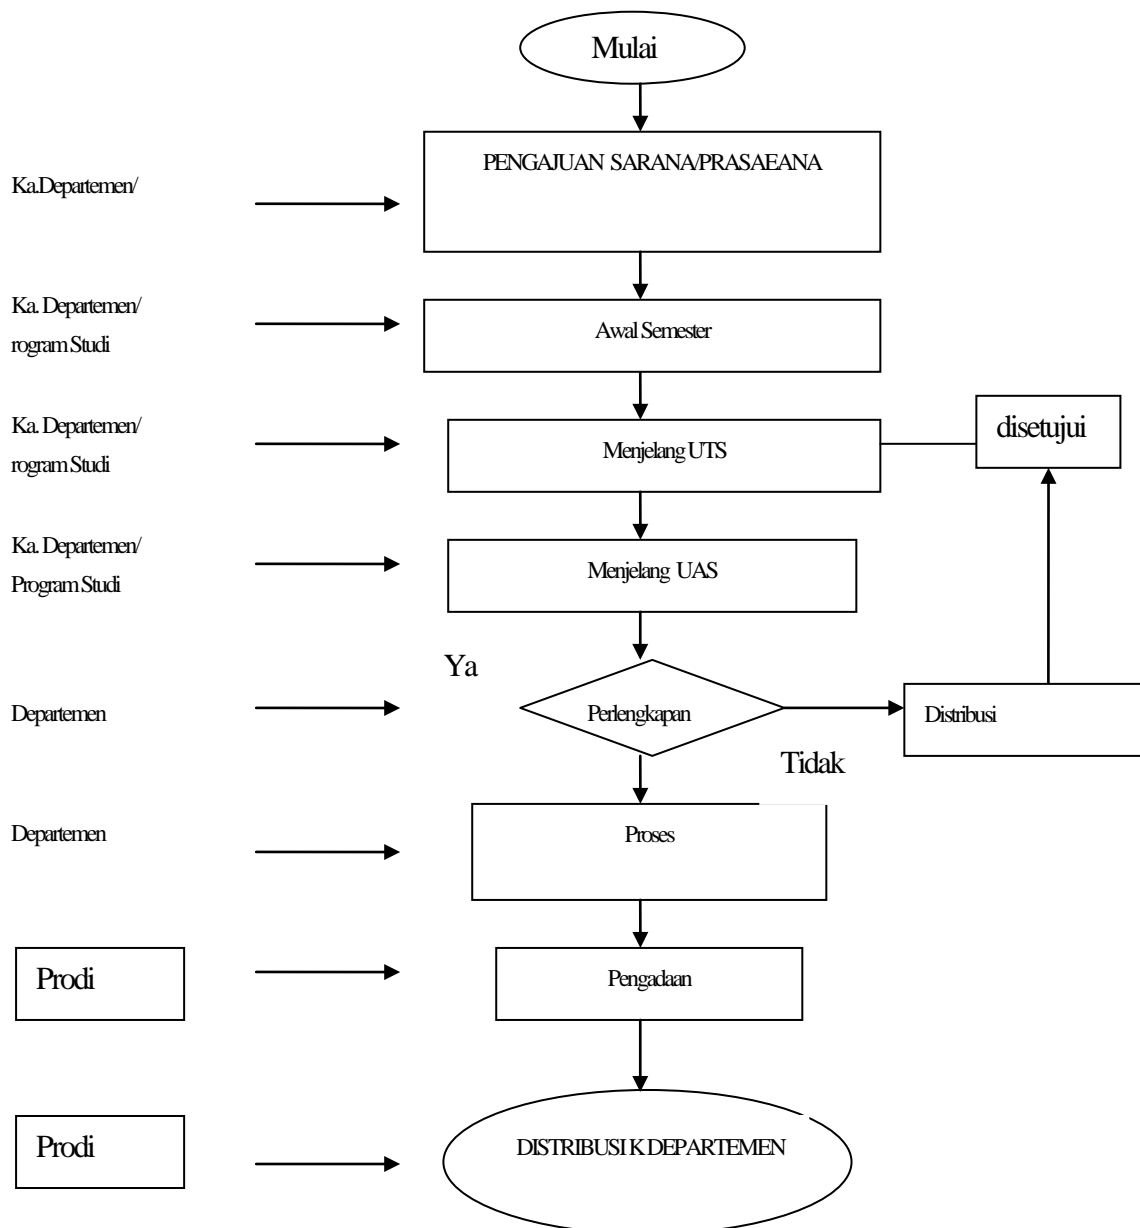 Mulai
PENGAJUAN SARANA/PRASAEANA
Ka.Departemen/
Ka. Departemen/
rogram Studi
Awal Semester
Ka. Departemen/
rogram Studi
Menjelang UTS
disetujui
Ka. Departemen/
Program Studi
Menjelang UAS
Ya
Departemen
Perlengkapan
Distribusi
Tidak
Departemen
Proses
Prodi
Pengadaan
Prodi
DISTRIBUSI K DEPARTEMEN